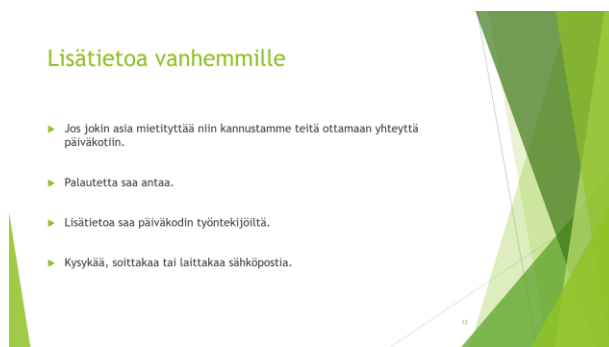 Lisätietoa vanhemmille
Jos jokin asia mietityttää niin kannustamme teitä ottamaan yhteyttä
päiväkotiin.
Palautetta saa antaa.
Lisätietoa saa päiväkodin työntekijöiltä.
Kysykää, soittakaa tai laittakaa sähköpostia.